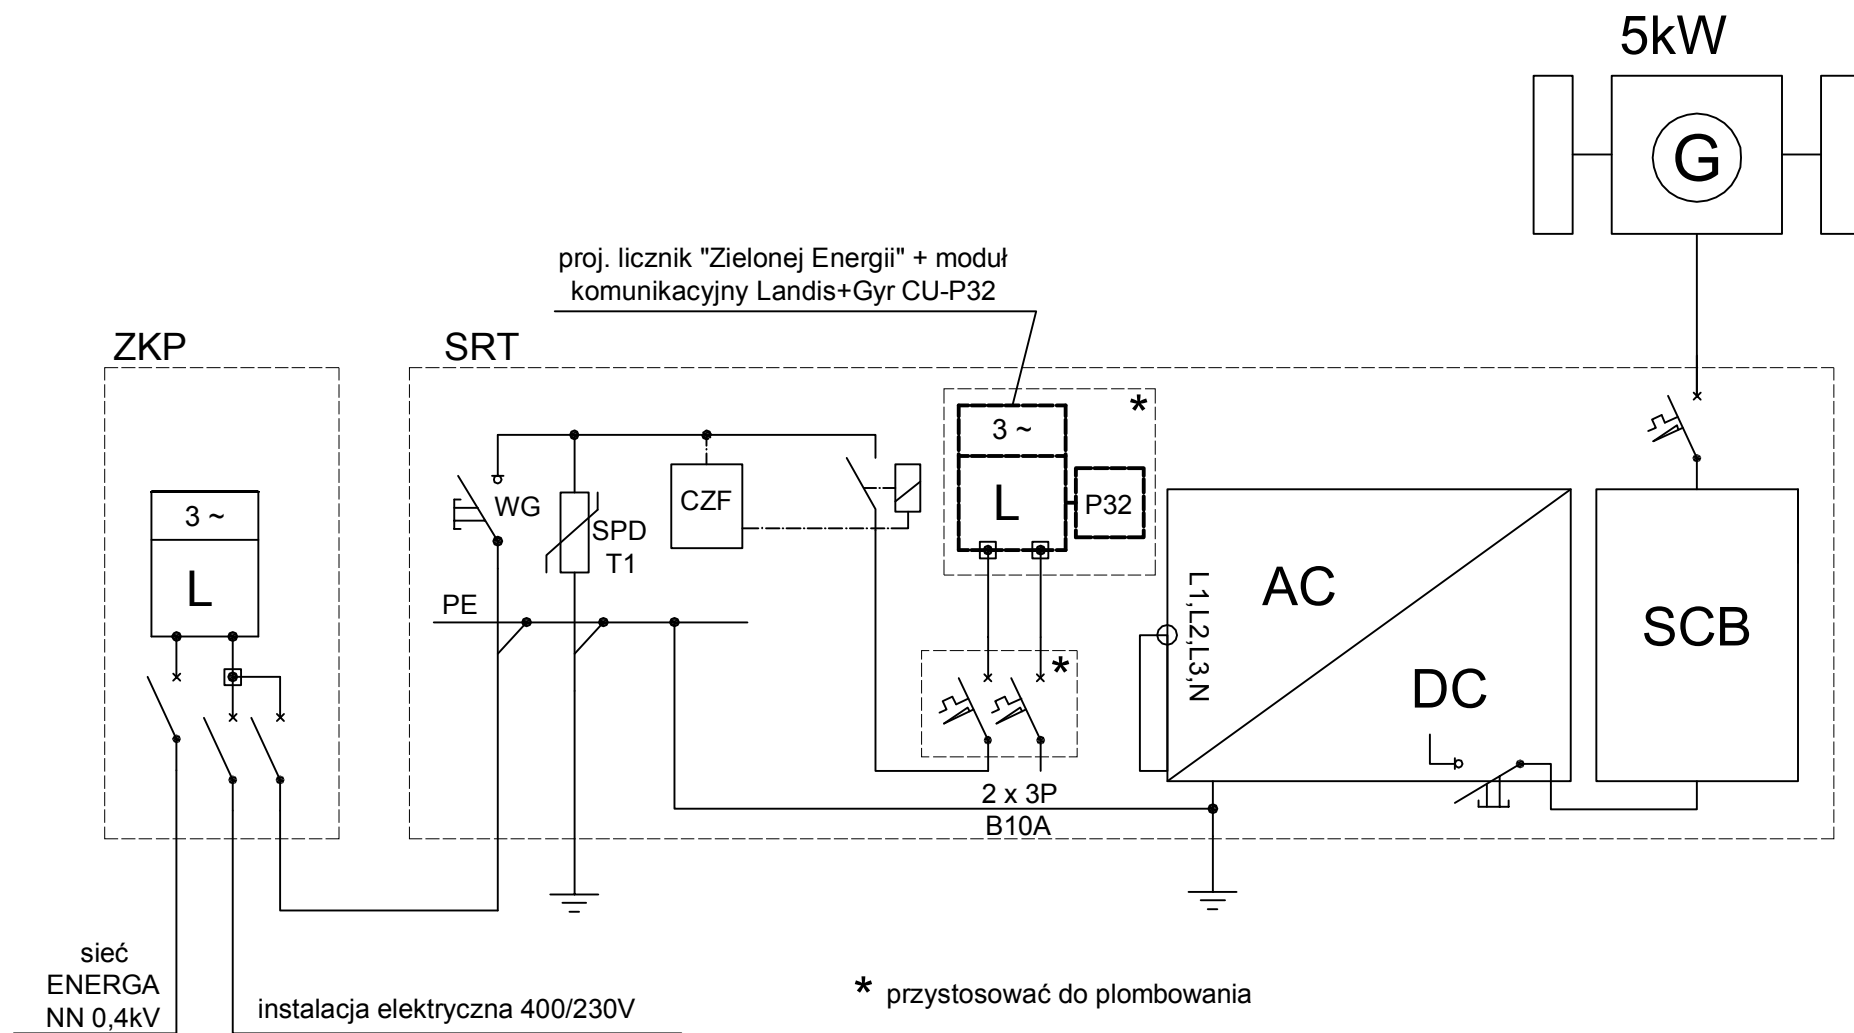 5kW
G
proj. licznik "Zielonej Energii" + moduł
komunikacyjny Landis+Gyr CU-P32
ZKP
SRT
*
3 ~
L
P32
3 ~
L
WG
SPD
T1
CZF
PE
*
L1,L2,L3,N
AC
DC
SCB
2 x 3P
B10A
sieć
ENERGA
NN 0,4kV
instalacja elektryczna 400/230V
* przystosować do plombowania